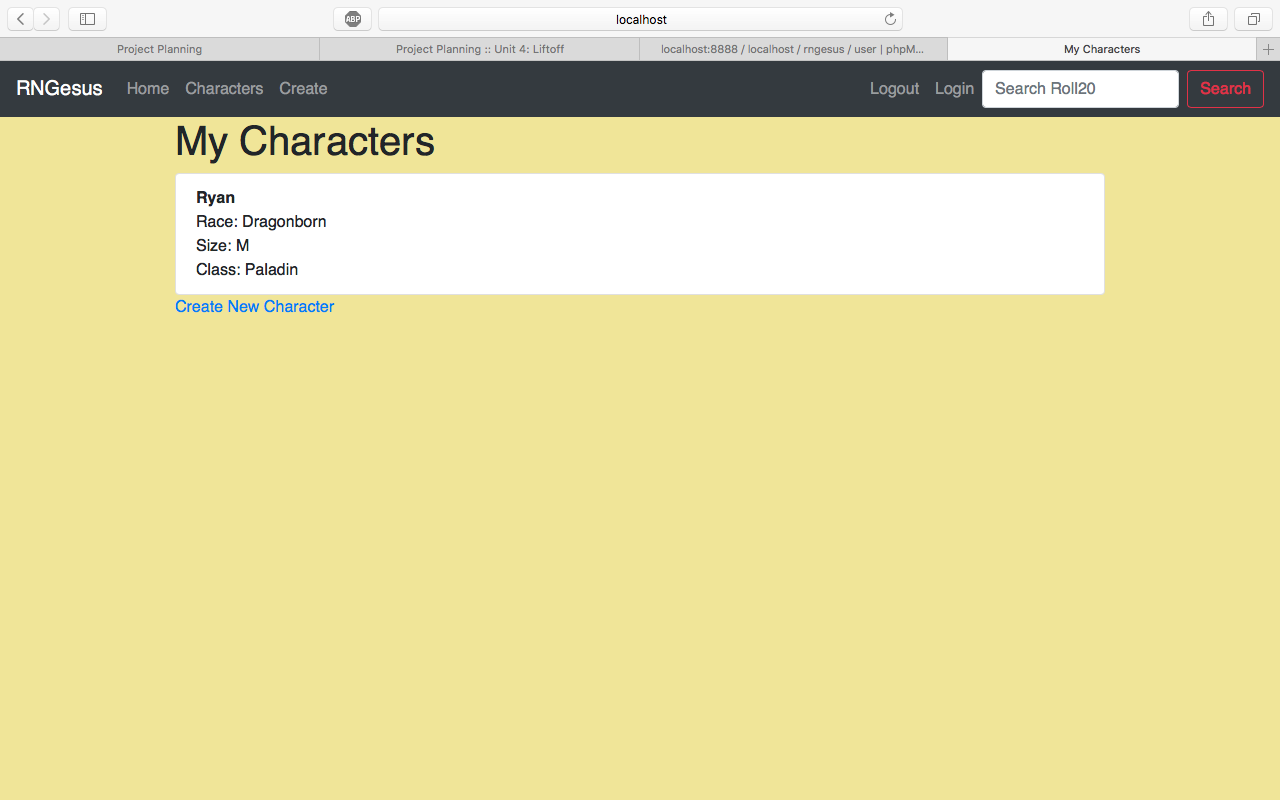 ABP
localhost
Project Planning
Project Planning :: Unit 4: Liftoff
localhost:8888 / localhost / rngesus / user | phpM...
My Characters
RNGesus Home Characters Create Logout Login Search Roll20 Search
My Characters
Ryan
Race: Dragonborn
Size: M
Class: Paladin
Create New Character